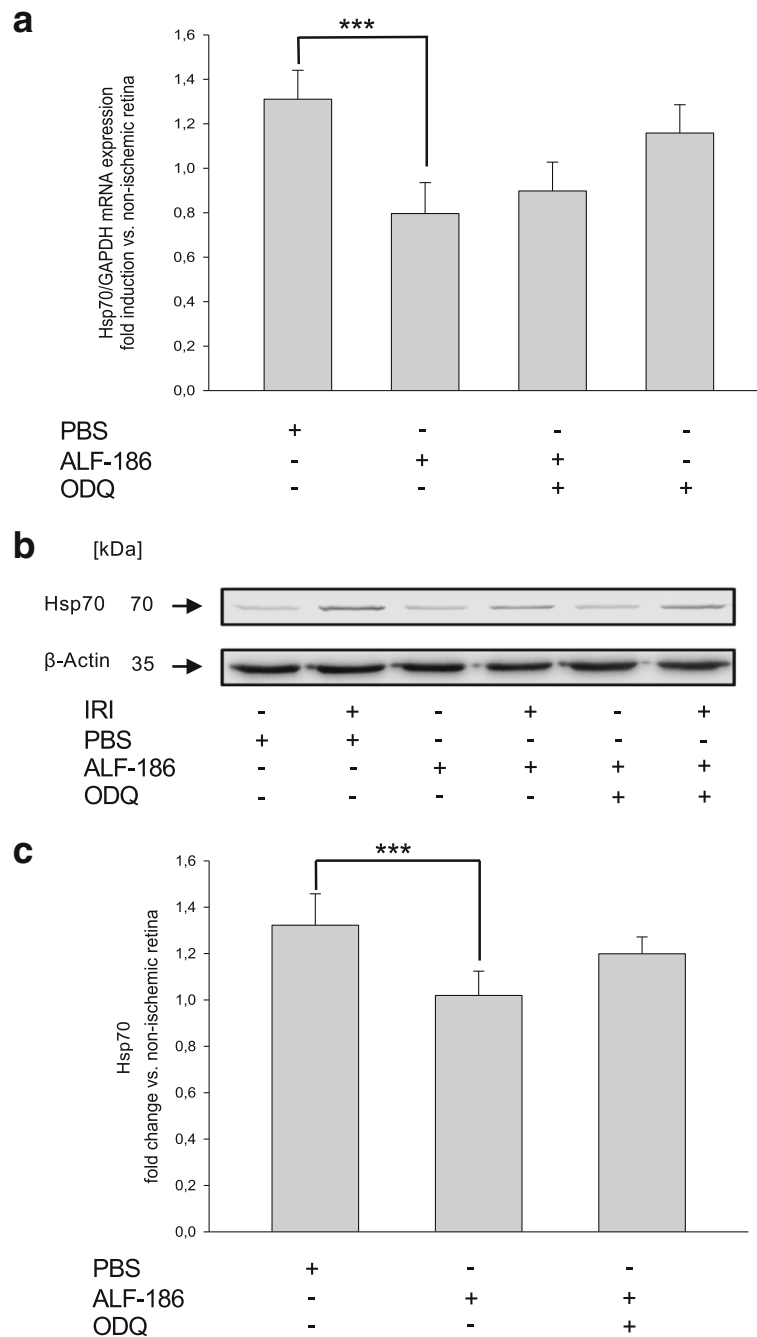 a
***
1,6
1,4
1,2
1,0
0,8
0,6
0,4
0,2
0,0
Hsp70/GAPDH mRNA expression
fold induction vs. non-ischemic retina
PBS + - - -
ALF-186 - + + -
ODQ - - + +
b [kDa]
Hsp70 70
β-Actin 35
IRI - + - + - +
PBS + + - - - -
ALF-186 - - + + + +
ODQ - - - - + +
c
***
1,6
1,4
1,2
1,0
0,8
0,6
0,4
0,2
0,0
Hsp70
fold change vs. non-ischemic retina
PBS + - -
ALF-186 - + +
ODQ - - +